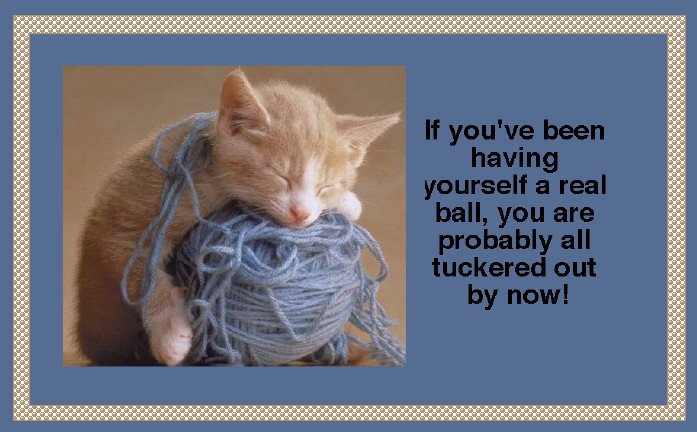 If you've been
having
yourself a real
ball, you are
probably all
tuckered out
by now!